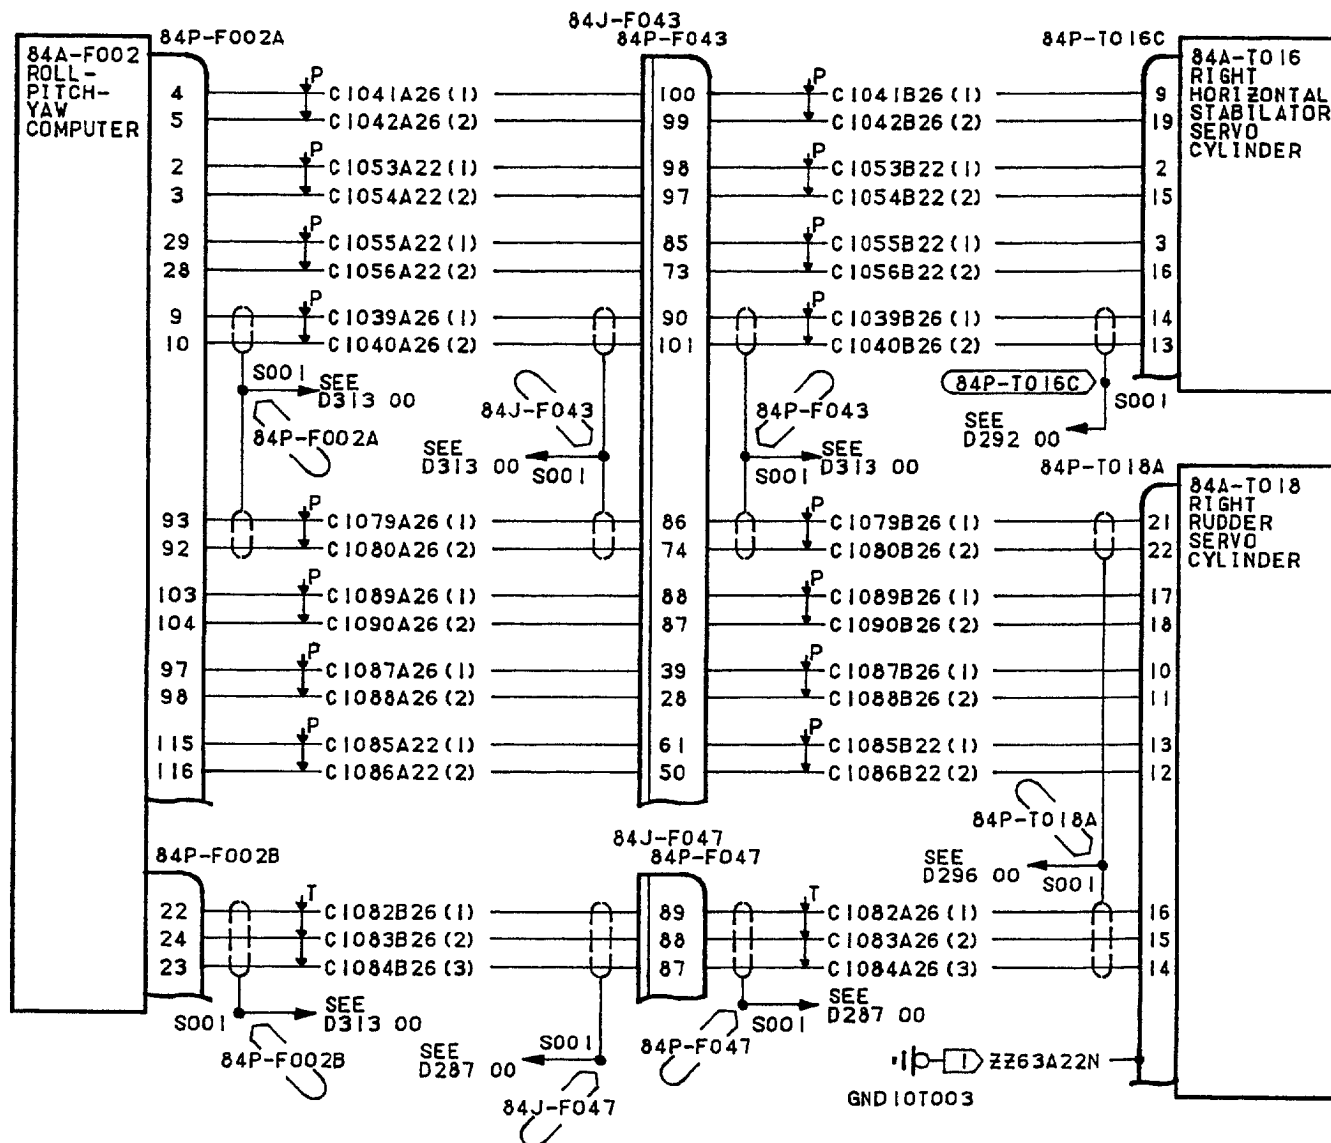 84J-F043
84P-F002A 84P-F043 84P-T016C
84A-F002
ROLL-
PITCH-
YAW
COMPUTER
84A-T016
RIGHT
HORIZONTAL
STABILATOR
SERVO
CYLINDER
P P
4 C1041A26(1) 100 C1041B26(1) 9
5 C1042A26(2) 99 C1042B26(2) 19
P P
2 C1053A22(1) 98 C1053B22(1) 2
3 C1054A22(2) 97 C1054B22(2) 15
P P
29 C1055A22(1) 85 C1055B22(1) 3
28 C1056A22(2) 73 C1056B22(2) 16
P P
9 C1039A26(1) 90 C1039B26(1) 14
10 C1040A26(2) 101 C1040B26(2) 13
S001 SEE
D313 00
84P-F002A
84J-F043
SEE
D313 00
S001
84P-F043
SEE
D313 00
84P-T016C
S001
SEE
D292 00
84P-T018A
84A-T018
RIGHT
RUDDER
SERVO
CYLINDER
P P
93 C1079A26(1) 86 C1079B26(1) 21
92 C1080A26(2) 74 C1080B26(2) 22
P P
103 C1089A26(1) 88 C1089B26(1) 17
104 C1090A26(2) 87 C1090B26(2) 18
P P
97 C1087A26(1) 39 C1087B26(1) 10
98 C1088A26(2) 28 C1088B26(2) 11
P P
115 C1085A22(1) 61 C1085B22(1) 13
116 C1086A22(2) 50 C1086B22(2) 12
84P-T018A
SEE
D296 00
S001
84J-F047
84P-F002B 84P-F047
T T
22 C1082B26(1) 89 C1082A26(1) 16
24 C1083B26(2) 88 C1083A26(2) 15
23 C1084B26(3) 87 C1084A26(3) 14
S001 SEE
D313 00
84P-F002B
SEE
D287 00
S001
84J-F047
S001 SEE
D287 00
84P-F047
1 ZZ63A22N
GND10T003